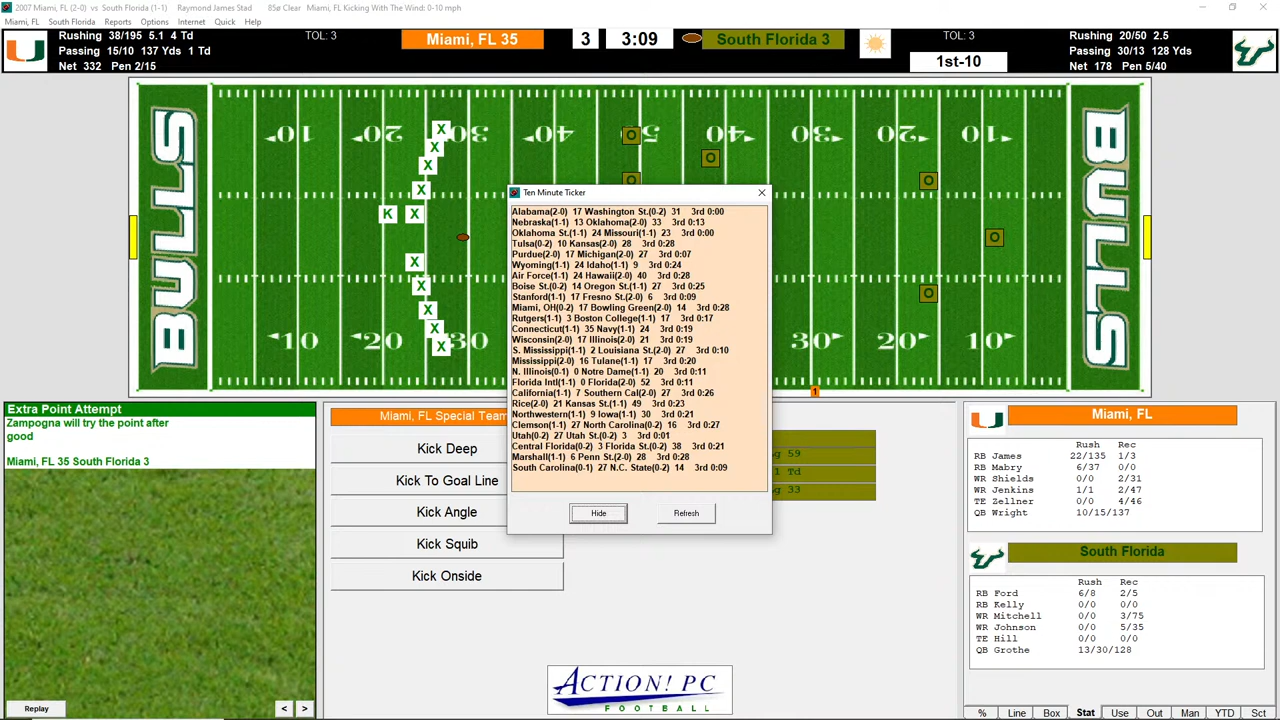 2007 Miami, FL (2-0) vs South Florida (1-1) Raymond James Stad 85ø Clear Miami, FL Kicking With The Wind: 0-10 mph
Miami, FL South Florida Reports Options Internet Quick Help
Rushing 38/195 5.1 4 Td
Passing 15/10 137 Yds 1 Td
Net 332 Pen 2/15
TOL: 3
Miami, FL 35
3
3:09
South Florida 3
TOL: 3
1st-10
Rushing 20/50 2.5
Passing 30/13 128 Yds
Net 178 Pen 5/40
BULLS
BULLS
Ten Minute Ticker
Alabama(2-0) 17 Washington St.(0-2) 31 3rd 0:00
Nebraska(1-1) 13 Oklahoma(2-0) 33 3rd 0:13
Oklahoma St.(1-1) 24 Missouri(1-1) 23 3rd 0:00
Tulsa(0-2) 10 Kansas(2-0) 28 3rd 0:28
Purdue(2-0) 17 Michigan(2-0) 27 3rd 0:07
Wyoming(1-1) 24 Idaho(1-1) 9 3rd 0:24
Air Force(1-1) 24 Hawaii(2-0) 40 3rd 0:28
Boise St.(0-2) 14 Oregon St.(1-1) 27 3rd 0:25
Stanford(1-1) 17 Fresno St.(2-0) 6 3rd 0:09
Miami, OH(0-2) 17 Bowling Green(2-0) 14 3rd 0:28
Rutgers(1-1) 3 Boston College(1-1) 17 3rd 0:17
Connecticut(1-1) 35 Navy(1-1) 24 3rd 0:19
Wisconsin(2-0) 17 Illinois(2-0) 21 3rd 0:19
S. Mississippi(1-1) 2 Louisiana St.(2-0) 27 3rd 0:10
Mississippi(2-0) 16 Tulane(1-1) 17 3rd 0:20
N. Illinois(0-1) 0 Notre Dame(1-1) 20 3rd 0:11
Florida Intl(1-1) 0 Florida(2-0) 52 3rd 0:11
California(1-1) 7 Southern Cal(2-0) 27 3rd 0:26
Rice(2-0) 21 Kansas St.(1-1) 49 3rd 0:23
Northwestern(1-1) 9 Iowa(1-1) 30 3rd 0:21
Clemson(1-1) 27 North Carolina(0-2) 16 3rd 0:27
Utah(0-2) 27 Utah St.(0-2) 3 3rd 0:01
Central Florida(0-2) 3 Florida St.(0-2) 38 3rd 0:21
Marshall(1-1) 6 Penn St.(2-0) 28 3rd 0:28
South Carolina(0-1) 27 N.C. State(0-2) 14 3rd 0:09
Hide Refresh
Extra Point Attempt
Zampogna will try the point after
good
Miami, FL 35 South Florida 3
Replay < >
Miami, FL Special Team
Kick Deep
Kick To Goal Line
Kick Angle
Kick Squib
Kick Onside
g 59
1 Td
g 33
ACTION! PC
FOOTBALL
Miami, FL
Rush Rec
RB James 22/135 1/3
RB Mabry 6/37 0/0
WR Shields 0/0 2/31
WR Jenkins 1/1 2/47
TE Zellner 0/0 4/46
QB Wright 10/15/137
South Florida
Rush Rec
RB Ford 6/8 2/5
RB Kelly 0/0 0/0
WR Mitchell 0/0 3/75
WR Johnson 0/0 5/35
TE Hill 0/0 0/0
QB Grothe 13/30/128
% Line Box Stat Use Out Man YTD Sct